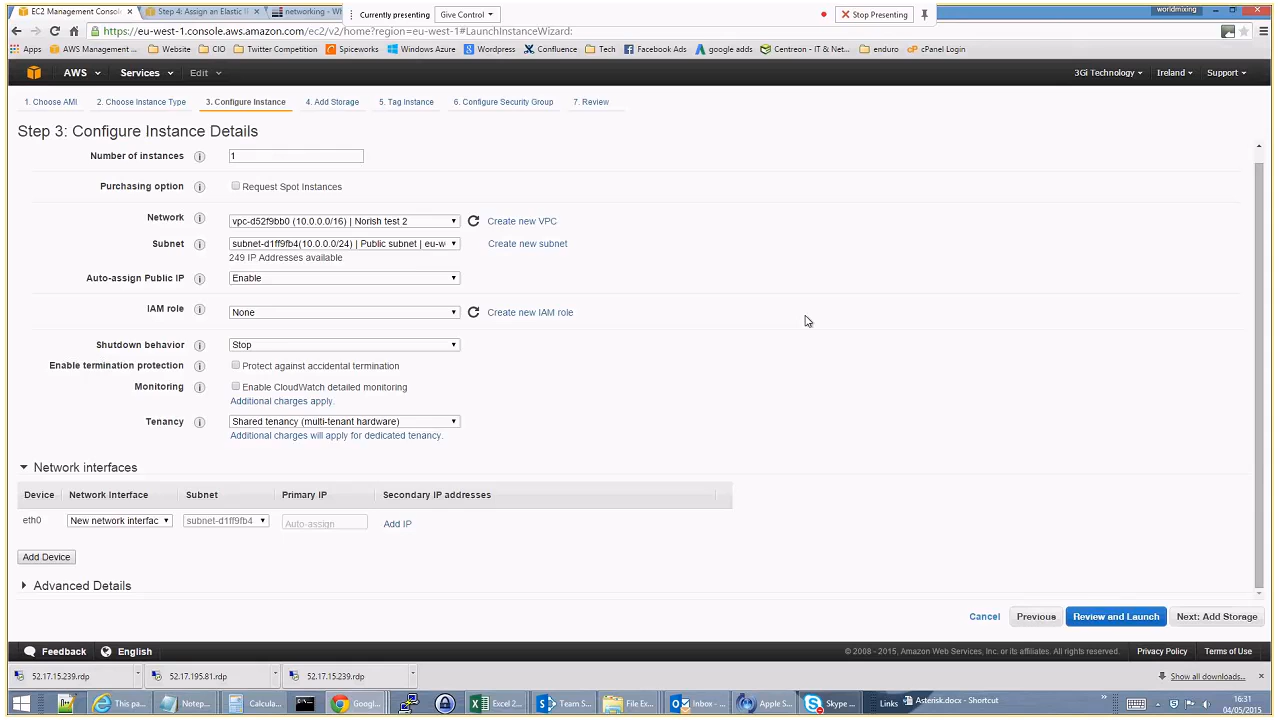 EC2 Management Consol
Step 4: Assign an Elastic I
networking - Wh
Currently presenting
Give Control
Stop Presenting
worldmixing
https://eu-west-1.console.aws.amazon.com/ec2/v2/home?region=eu-west-1#LaunchInstanceWizard:
Apps
AWS Management ...
Website
CIO
Twitter Competition
Spiceworks
Windows Azure
Wordpress
Confluence
Tech
Facebook Ads
google adds
Centreon - IT & Net...
enduro
cPanel Login
AWS
Services
Edit
3Gi Technology
Ireland
Support
1. Choose AMI
2. Choose Instance Type
3. Configure Instance
4. Add Storage
5. Tag Instance
6. Configure Security Group
7. Review
Step 3: Configure Instance Details
Number of instances
1
Purchasing option
Request Spot Instances
Network
vpc-d52f9bb0 (10.0.0.0/16) | Norish test 2
Create new VPC
Subnet
subnet-d1ff9fb4(10.0.0.0/24) | Public subnet | eu-w
Create new subnet
249 IP Addresses available
Auto-assign Public IP
Enable
IAM role
None
Create new IAM role
Shutdown behavior
Stop
Enable termination protection
Protect against accidental termination
Monitoring
Enable CloudWatch detailed monitoring
Additional charges apply.
Tenancy
Shared tenancy (multi-tenant hardware)
Additional charges will apply for dedicated tenancy.
Network interfaces
Device
Network Interface
Subnet
Primary IP
Secondary IP addresses
eth0
New network interfac
subnet-d1ff9fb4
Auto-assign
Add IP
Add Device
Advanced Details
Cancel
Previous
Review and Launch
Next: Add Storage
Feedback
English
© 2008 - 2015, Amazon Web Services, Inc. or its affiliates. All rights reserved.
Privacy Policy
Terms of Use
52.17.15.239.rdp
52.17.195.81.rdp
52.17.15.239.rdp
Show all downloads...
This pa...
Notep...
Calcula...
Googl...
Excel 2...
Team S...
File Ex...
Inbox - ...
Apple S...
Skype ...
Links
Asterisk.docx - Shortcut
16:31
04/05/2015